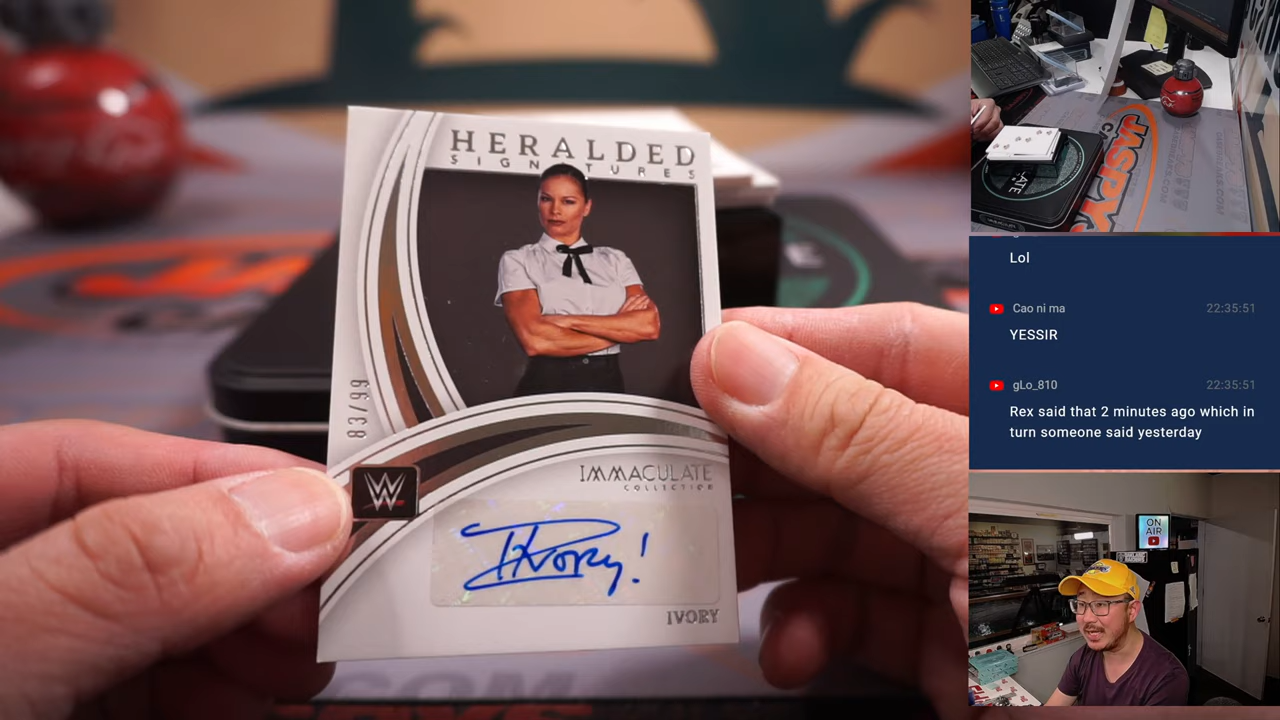 HERALDED
SIGNATURES
83/99
W
IMMACULATE
COLLECTION
Ivory!
IVORY
JASPY'S
Lol
Cao ni ma
22:35:51
YESSIR
gLo_810
22:35:51
Rex said that 2 minutes ago which in
turn someone said yesterday
ON
AIR